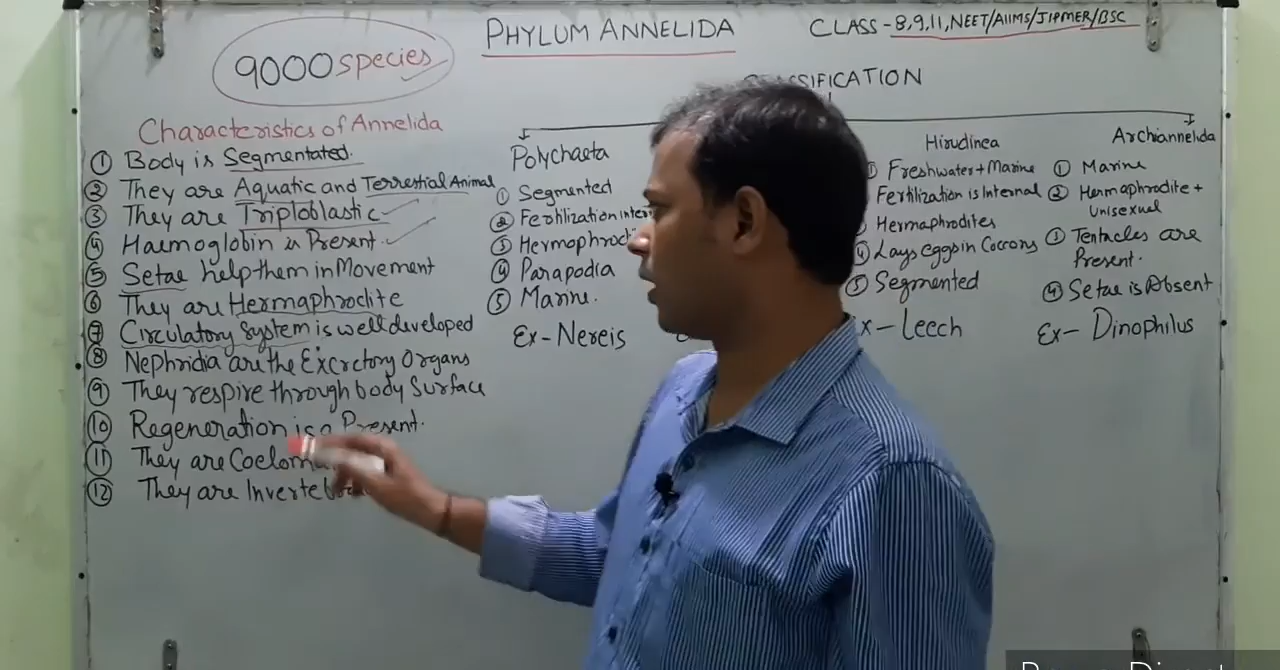 PHYLUM ANNELIDA
CLASS - 8,9,11, NEET/AIIMS/JIPMER/BSC
9000 species
CLASSIFICATION
Characteristics of Annelida
① Body is Segmentated.
② They are Aquatic and Terrestial Animal
③ They are Triploblastic
④ Haemoglobin is Present.
⑤ Setae help them in Movement
⑥ They are Hermaphrodite
⑦ Circulatory System is well developed
⑧ Nephridia are the Excretory Organs
⑨ They respire through body Surface
⑩ Regeneration is a Present.
⑪ They are
⑫ They are
Polychaeta
① Segmented
② Fertilization
③
④ Parapodia
⑤ Marine.
Ex - Nereis
Hirudinea
Freshwater + Marine
Fertilization is Internal
Hermaphrodites
④ Lays eggs in Cocoons
⑤ Segmented
Ex - Leech
Archiannelida
① Marine
② Hermaphrodite +
Unisexual
③ Tentacles are
Present.
④ Setae is Absent
Ex - Dinophilus